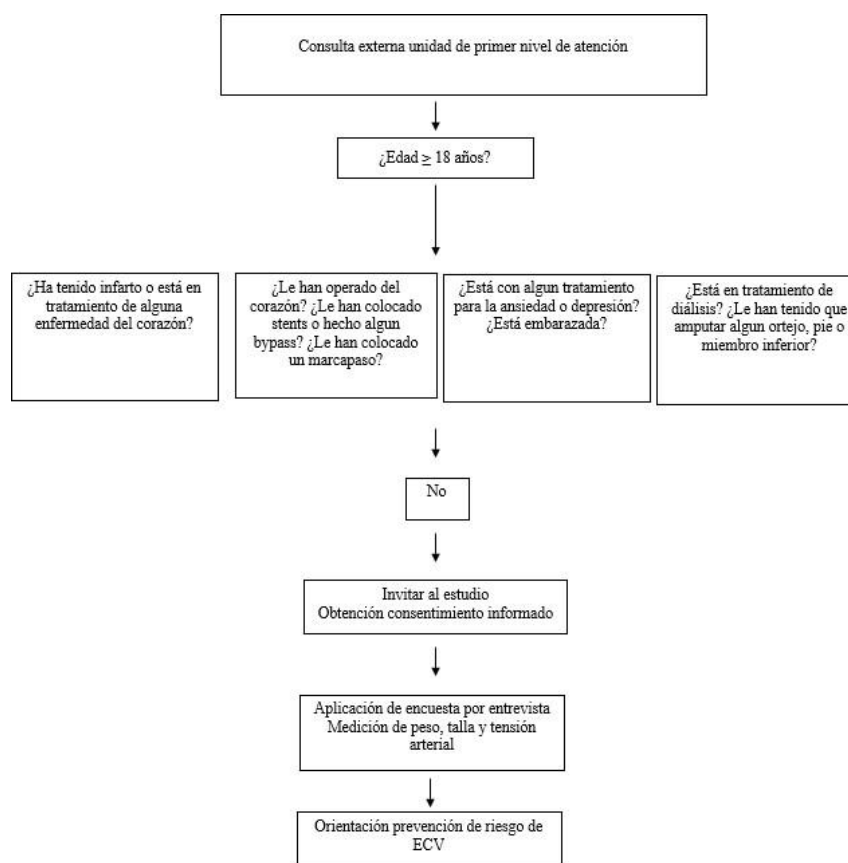 Consulta externa unidad de primer nivel de atención
¿Edad ≥ 18 años?
¿Ha tenido infarto o está en
tratamiento de alguna
enfermedad del corazón?
¿Le han operado del
corazón? ¿Le han colocado
stents o hecho algun
bypass? ¿Le han colocado
un marcapaso?
¿Está con algun tratamiento
para la ansiedad o depresión?
¿Está embarazada?
¿Está en tratamiento de
diálisis? ¿Le han tenido que
amputar algun ortejo, pie o
miembro inferior?
No
Invitar al estudio
Obtención consentimiento informado
Aplicación de encuesta por entrevista
Medición de peso, talla y tensión
arterial
Orientación prevención de riesgo de
ECV